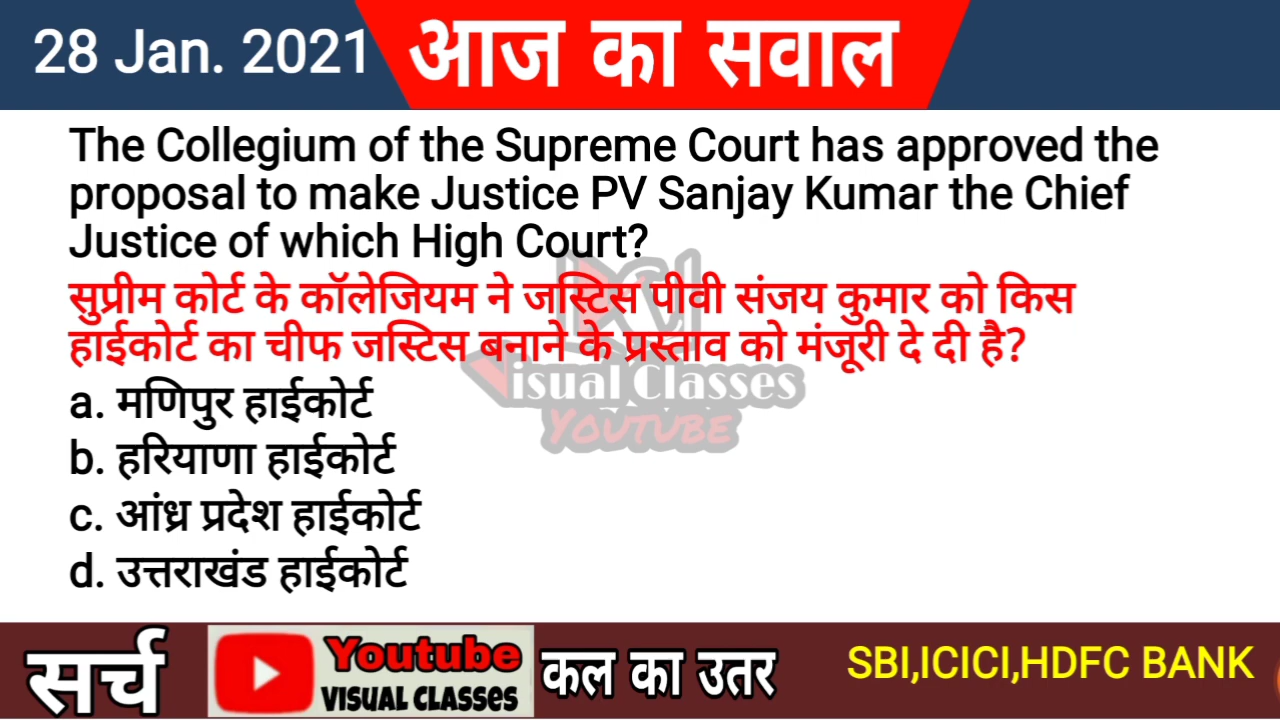 28 Jan. 2021
आज का सवाल
The Collegium of the Supreme Court has approved the
proposal to make Justice PV Sanjay Kumar the Chief
Justice of which High Court?
सुप्रीम कोर्ट के कॉलेजियम ने जस्टिस पीवी संजय कुमार को किस
हाईकोर्ट का चीफ जस्टिस बनाने के प्रस्ताव को मंजूरी दे दी है?
Visual Classes
YOUTUBE
a. मणिपुर हाईकोर्ट
b. हरियाणा हाईकोर्ट
c. आंध्र प्रदेश हाईकोर्ट
d. उत्तराखंड हाईकोर्ट
सर्च
Youtube
VISUAL CLASSES
कल का उतर
SBI,ICICI,HDFC BANK